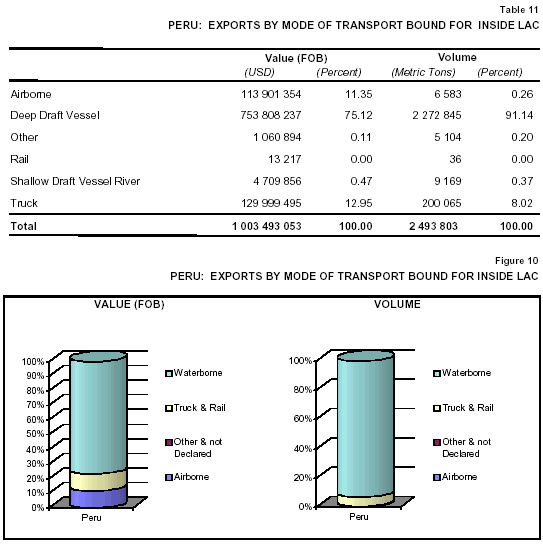 Table 11
PERU: EXPORTS BY MODE OF TRANSPORT BOUND FOR INSIDE LAC
Value (FOB) Volume
(USD) (Percent) (Metric Tons) (Percent)
Airborne 113 901 354 11.35 6 583 0.26
Deep Draft Vessel 753 808 237 75.12 2 272 845 91.14
Other 1 060 894 0.11 5 104 0.20
Rail 13 217 0.00 36 0.00
Shallow Draft Vessel River 4 709 856 0.47 9 169 0.37
Truck 129 999 495 12.95 200 065 8.02
Total 1 003 493 053 100.00 2 493 803 100.00
Figure 10
PERU: EXPORTS BY MODE OF TRANSPORT BOUND FOR INSIDE LAC
VALUE (FOB)
100%
90%
80%
70%
60%
50%
40%
30%
20%
10%
0%
Peru
Waterborne
Truck & Rail
Other & not
Declared
Airborne
VOLUME
100%
80%
60%
40%
20%
0%
Peru
Waterborne
Truck & Rail
Other & not
Declared
Airborne